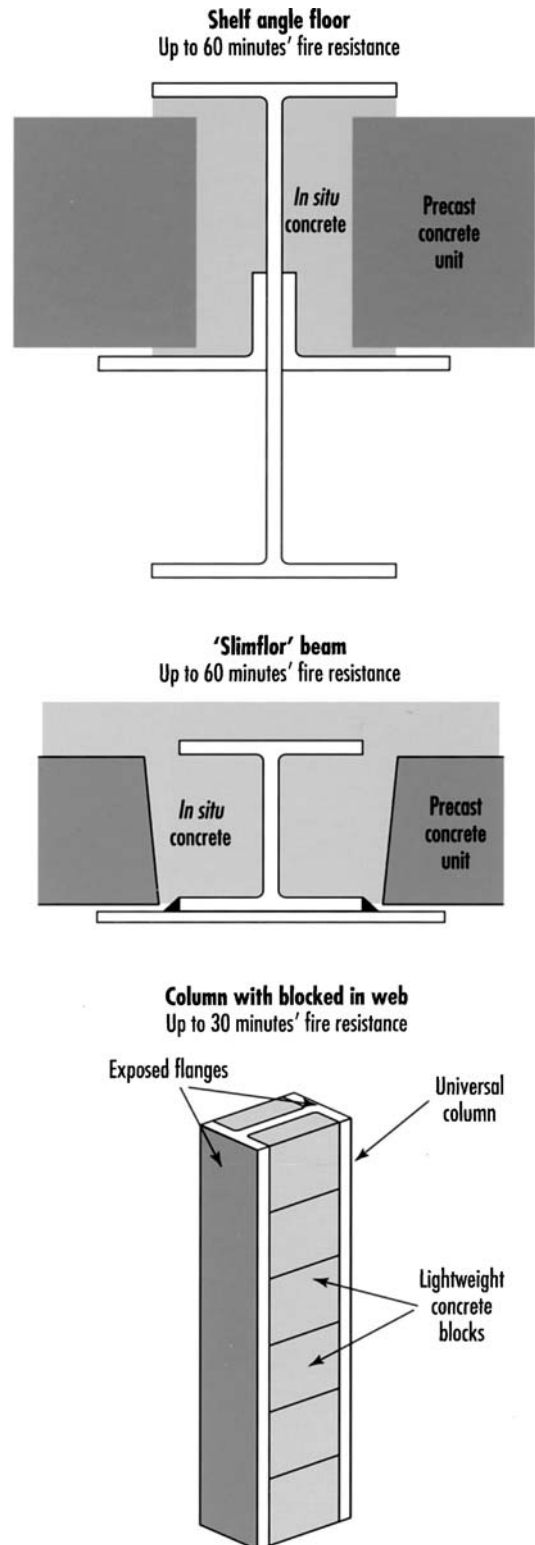 Shelf angle floor
Up to 60 minutes' fire resistance
In situ
concrete
Precast
concrete
unit
'Slimflor' beam
Up to 60 minutes' fire resistance
In situ
concrete
Precast
concrete
unit
Column with blocked in web
Up to 30 minutes' fire resistance
Exposed flanges
Universal
column
Lightweight
concrete
blocks